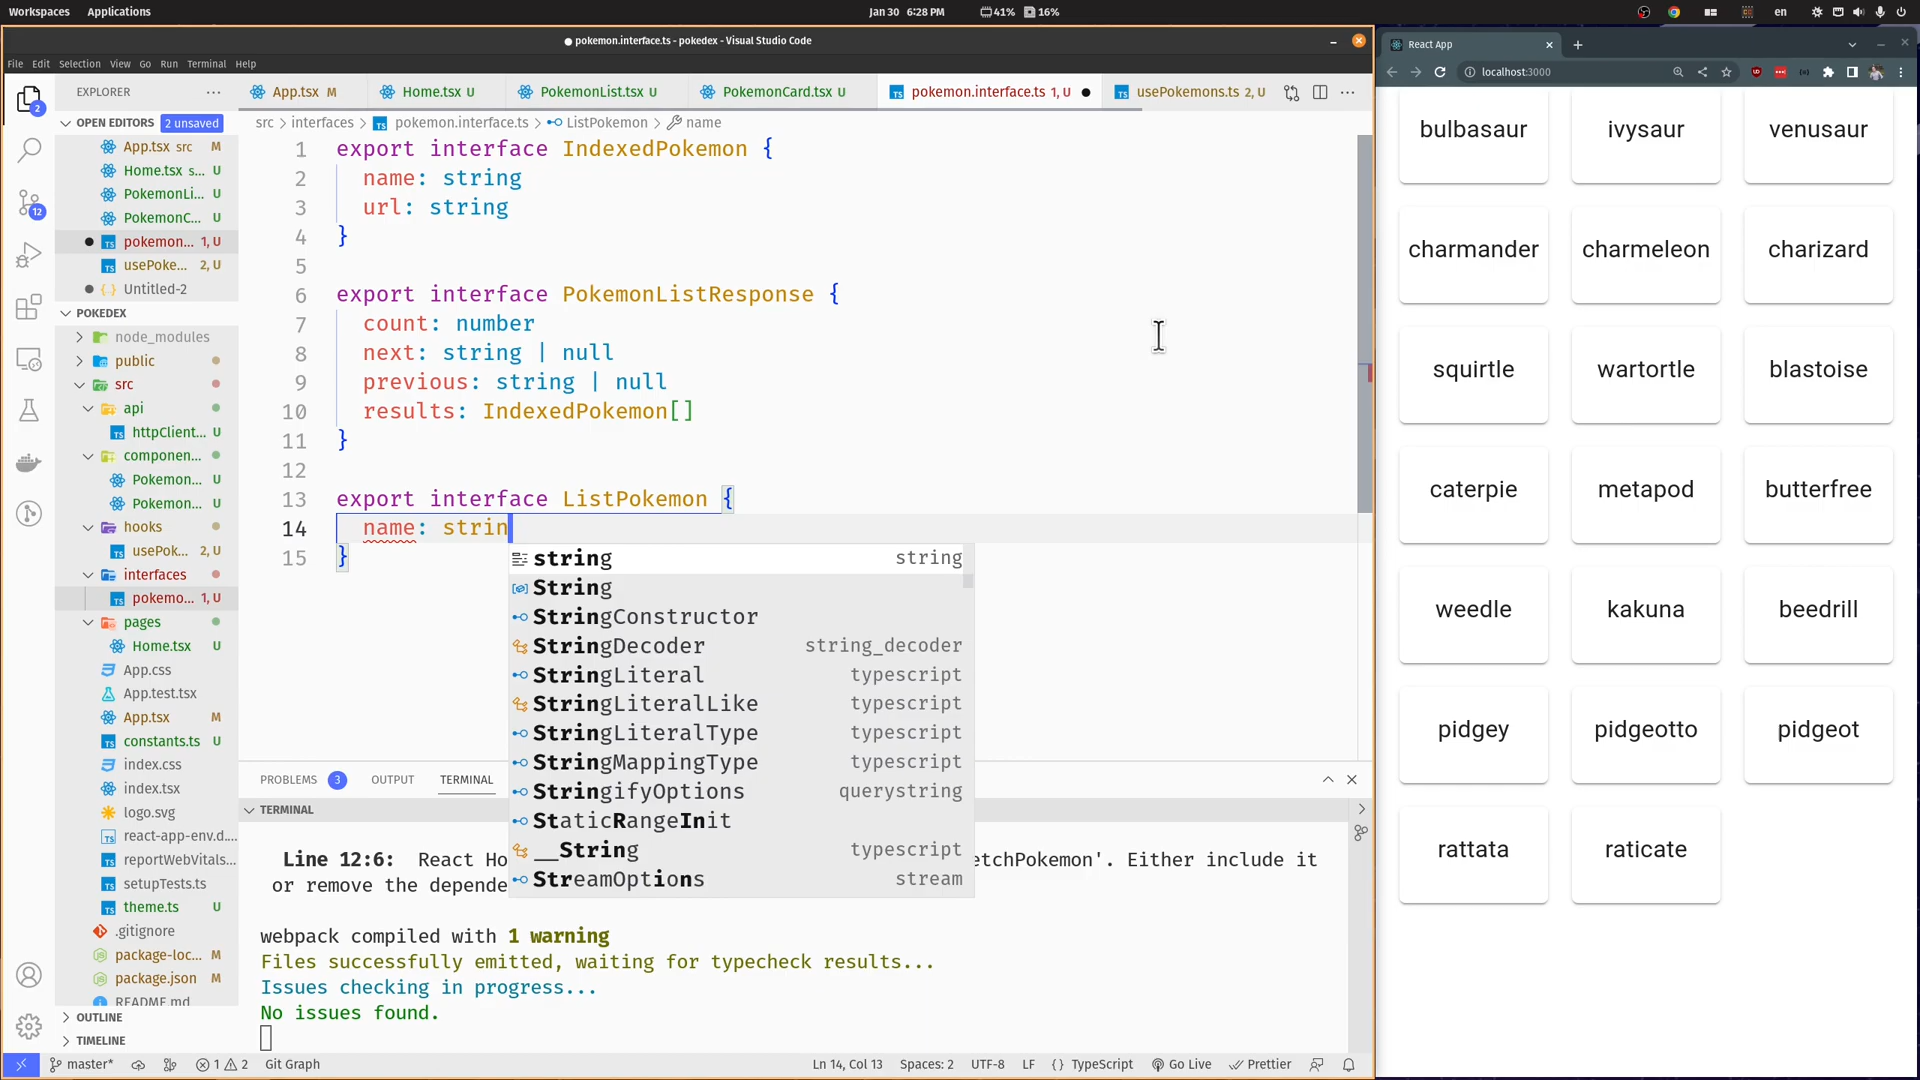 Workspaces Applications Jan 30 6:28 PM 41% 16% en
pokemon.interface.ts - pokedex - Visual Studio Code
File Edit Selection View Go Run Terminal Help
EXPLORER ···
OPEN EDITORS 2 unsaved
App.tsx src M
Home.tsx s... U
PokemonLi... U
PokemonC... U
pokemon... 1, U
usePoke... 2, U
Untitled-2
POKEDEX
node_modules
public
src
api
httpClient... U
componen...
Pokemon... U
Pokemon... U
hooks
usePok... 2, U
interfaces
pokemo... 1, U
pages
Home.tsx U
App.css
App.test.tsx
App.tsx M
constants.ts U
index.css
index.tsx
logo.svg
react-app-env.d....
reportWebVitals...
setupTests.ts
theme.ts U
.gitignore
package-loc... M
package.json M
README.md
OUTLINE
TIMELINE
2
12
App.tsx M Home.tsx U PokemonList.tsx U PokemonCard.tsx U pokemon.interface.ts 1, U usePokemons.ts 2, U ···
src interfaces pokemon.interface.ts ListPokemon name
1 export interface IndexedPokemon {
2 name: string
3 url: string
4 }
5
6 export interface PokemonListResponse {
7 count: number
8 next: string | null
9 previous: string | null
10 results: IndexedPokemon[]
11 }
12
13 export interface ListPokemon {
14 name: strin
15 }
string string
String
StringConstructor
StringDecoder string_decoder
StringLiteral typescript
StringLiteralLike typescript
StringLiteralType typescript
StringMappingType typescript
StringifyOptions querystring
StaticRangeInit
__String typescript
StreamOptions stream
PROBLEMS 3 OUTPUT TERMINAL
TERMINAL
Line 12:6: React Ho etchPokemon'. Either include it
or remove the depende
webpack compiled with 1 warning
Files successfully emitted, waiting for typecheck results...
Issues checking in progress...
No issues found.
master* 1 2 Git Graph Ln 14, Col 13 Spaces: 2 UTF-8 LF { } TypeScript Go Live Prettier
React App
localhost:3000
bulbasaur ivysaur venusaur
charmander charmeleon charizard
squirtle wartortle blastoise
caterpie metapod butterfree
weedle kakuna beedrill
pidgey pidgeotto pidgeot
rattata raticate